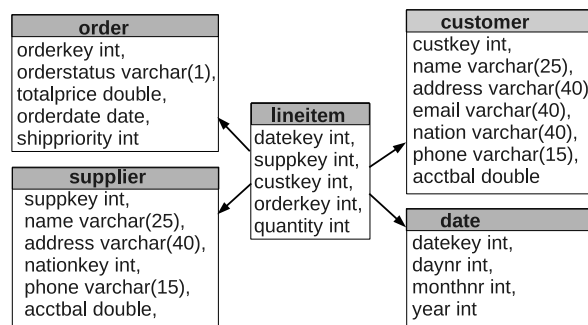 order
orderkey int,
orderstatus varchar(1),
totalprice double,
orderdate date,
shippriority int
supplier
suppkey int,
name varchar(25),
address varchar(40),
nationkey int,
phone varchar(15),
acctbal double,
lineitem
datekey int,
suppkey int,
custkey int,
orderkey int,
quantity int
customer
custkey int,
name varchar(25),
address varchar(40)
email varchar(40),
nation varchar(40),
phone varchar(15),
acctbal double
date
datekey int,
daynr int,
monthnr int,
year int